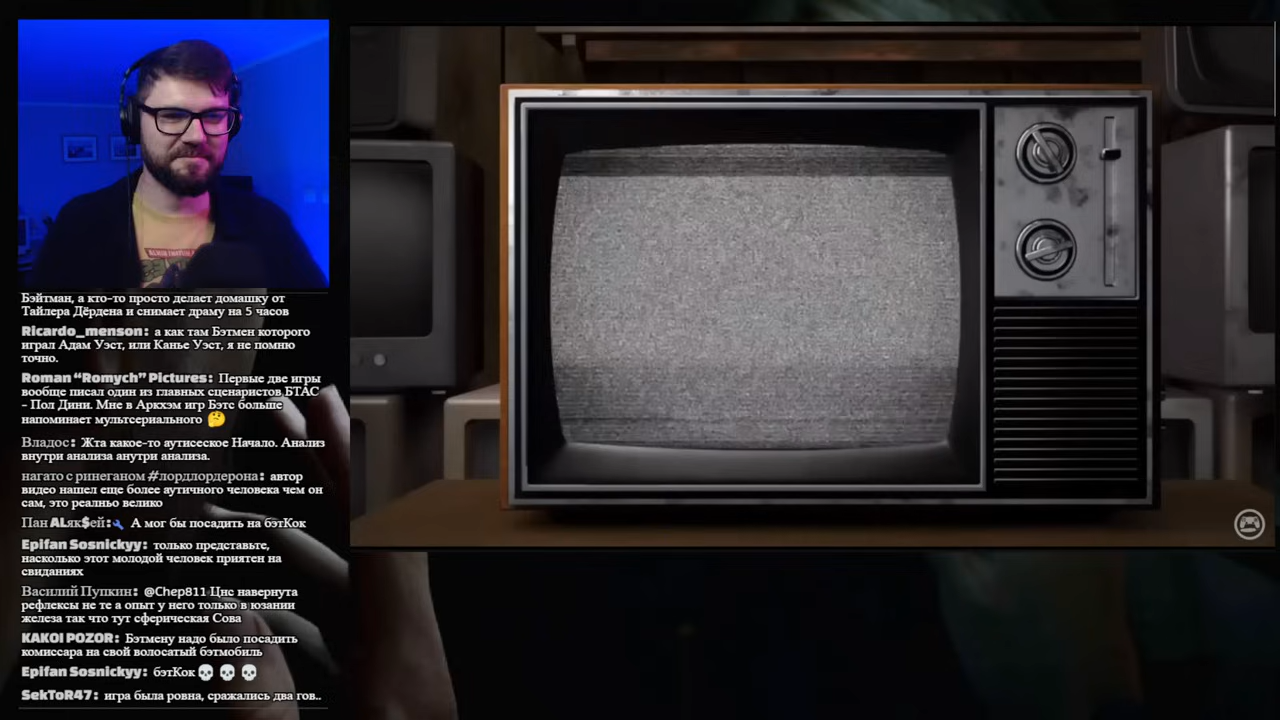 Бэйтман, а кто-то просто делает домашку от
Тайлера Дёрдена и снимает драму на 5 часов
Ricardo_menson: а как там Бэтмен которого
играл Адам Уэст, или Канье Уэст, я не помню
точно.
Roman “Romych” Pictures: Первые две игры
вообще писал один из главных сценаристов БТАС
- Пол Дини. Мне в Аркхэм игр Бэтс больше
напоминает мультсериального 🤔
Владос: Жта какое-то аутисеское Начало. Анализ
внутри анализа анутри анализа.
нагато с ринеганом #лордлордерона: автор
видео нашел еще более аутичного человека чем он
сам, это реалньо велико
Пан ALяк$ей:🔧 А мог бы посадить на бэтКок
Epifan Sosnickyy: только представьте,
насколько этот молодой человек приятен на
свиданиях
Василий Пупкин: @Chep811 Цнс навернута
рефлексы не те а опыт у него только в юзании
железа так что тут сферическая Сова
KAKOI POZOR: Бэтмену надо было посадить
комиссара на свой волосатый бэтмобиль
Epifan Sosnickyy: бэтКок💀 💀 💀
SekToR47: игра была ровна, сражались два гов..